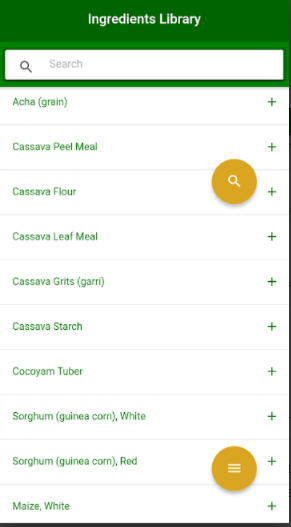 Ingredients Library
Search
Acha (grain)
Cassava Peel Meal
Cassava Flour
Cassava Leaf Meal
Cassava Grits (garri)
Cassava Starch
Cocoyam Tuber
Sorghum (guinea corn), White
Sorghum (guinea corn), Red
Maize, White